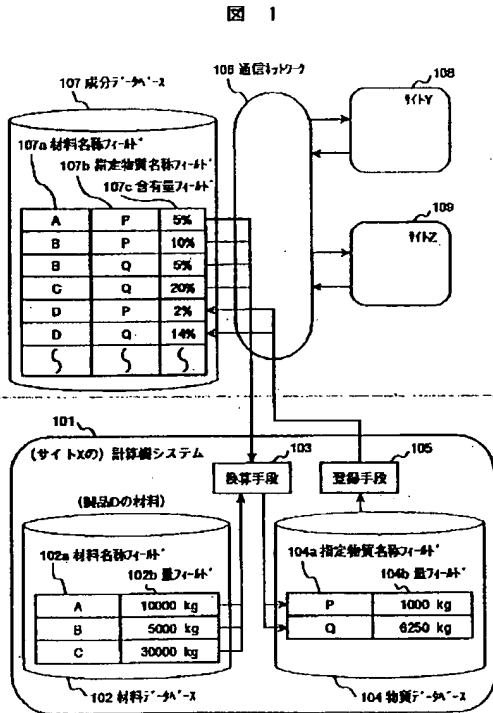 図 1
106 通信ネットワーク
107 成分データベース
108
サイトY
107a 材料名称フィールド
107b 指定物質名称フィールド
107c 含有量フィールド
A P 5%
B P 10%
B Q 5%
C Q 20%
D P 2%
D Q 14%
109
サイトZ
101
(サイトXの) 計算機システム
103
換算手段
105
登録手段
(製品Dの材料)
102a 材料名称フィールド
102b 量フィールド
A 10000 kg
B 5000 kg
C 30000 kg
102 材料データベース
104a 指定物質名称フィールド
104b 量フィールド
P 1000 kg
Q 6250 kg
104 物質データベース